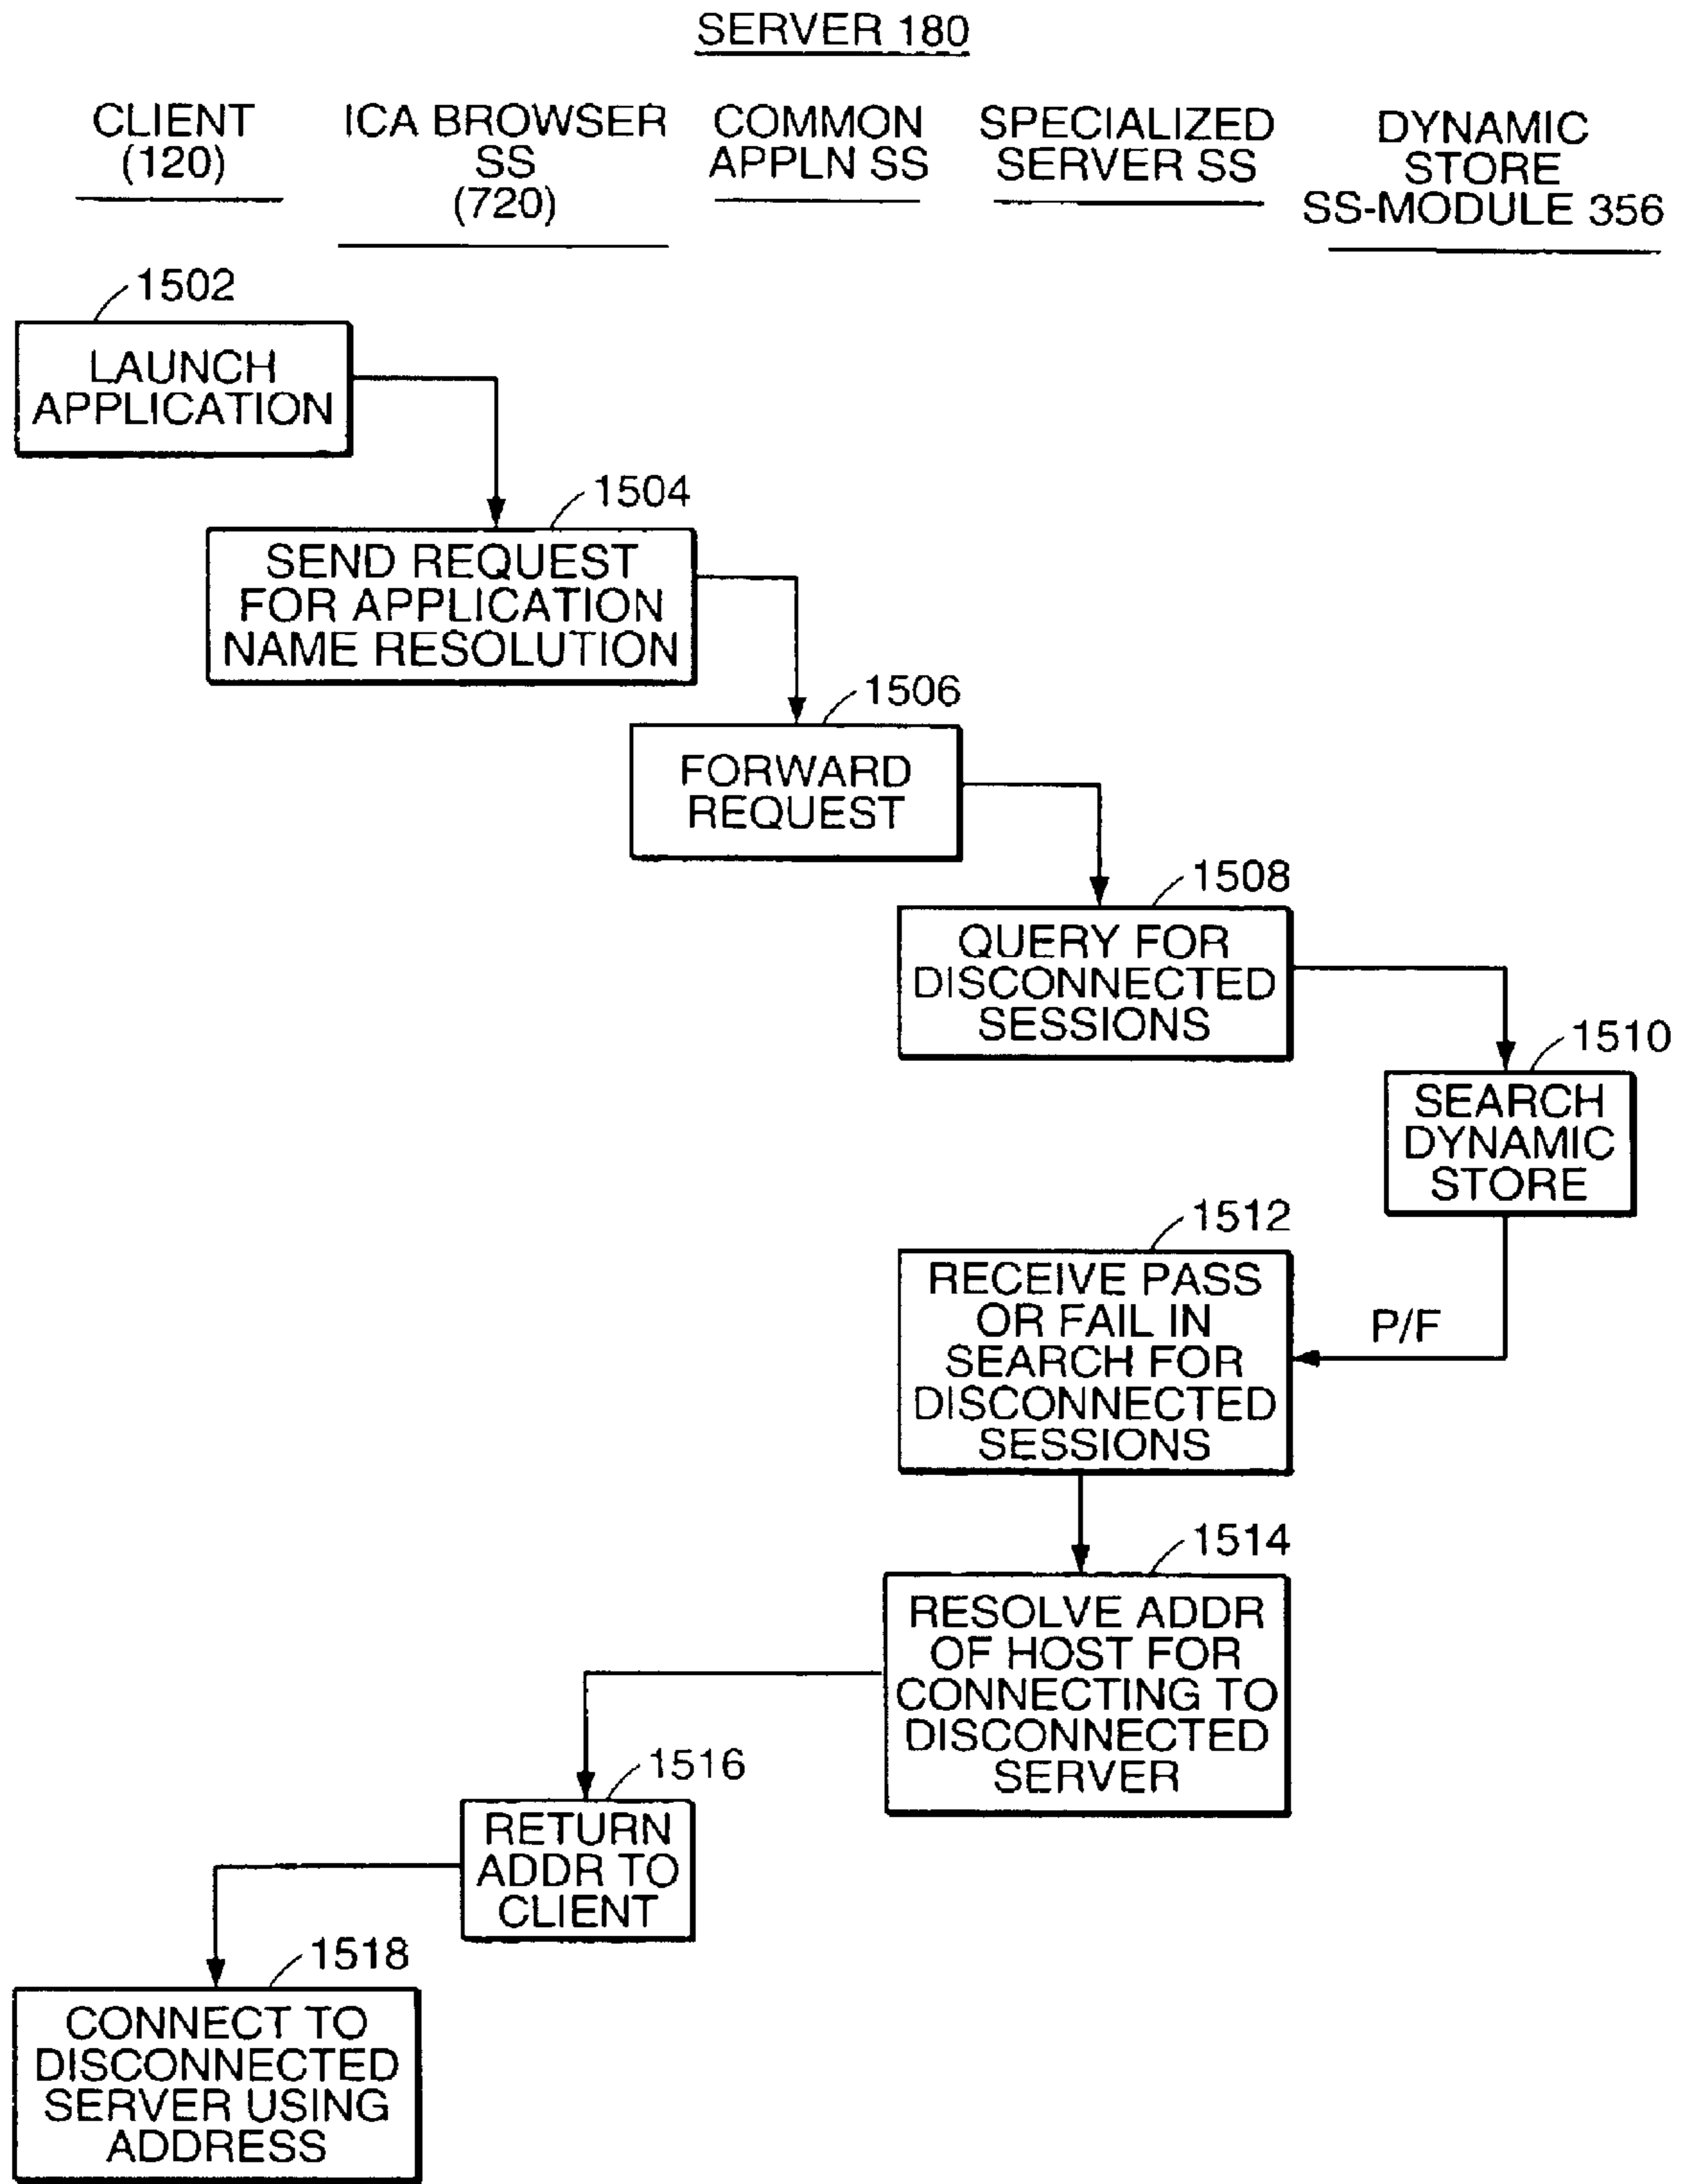 SERVER 180
CLIENT
(120)
ICA BROWSER
SS
(720)
COMMON
APPLN SS
SPECIALIZED
SERVER SS
DYNAMIC
STORE
SS-MODULE 356
1502
LAUNCH
APPLICATION
1504
SEND REQUEST
FOR APPLICATION
NAME RESOLUTION
1506
FORWARD
REQUEST
1508
QUERY FOR
DISCONNECTED
SESSIONS
1510
SEARCH
DYNAMIC
STORE
P/F
1512
RECEIVE PASS
OR FAIL IN
SEARCH FOR
DISCONNECTED
SESSIONS
1514
RESOLVE ADDR
OF HOST FOR
CONNECTING TO
DISCONNECTED
SERVER
1516
RETURN
ADDR TO
CLIENT
1518
CONNECT TO
DISCONNECTED
SERVER USING
ADDRESS